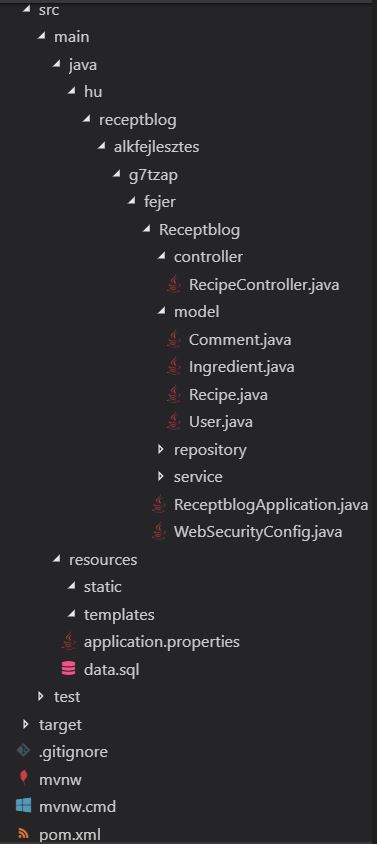 src
main
java
hu
receptblog
alkfejlesztes
g7tzap
fejer
Receptblog
controller
RecipeController.java
model
Comment.java
Ingredient.java
Recipe.java
User.java
repository
service
ReceptblogApplication.java
WebSecurityConfig.java
resources
static
templates
application.properties
data.sql
test
target
.gitignore
mvnw
mvnw.cmd
pom.xml